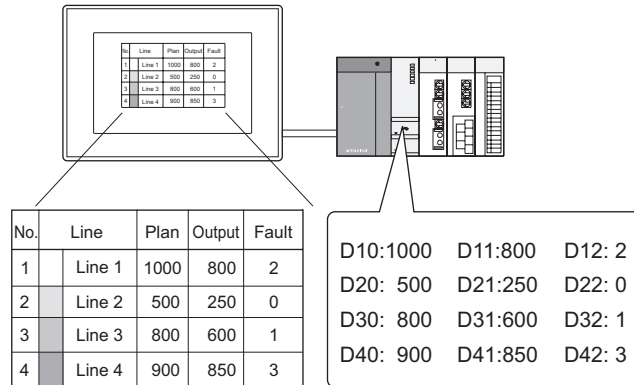 No. Line Plan Output Fault
1 Line 1 1000 800 2
2 Line 2 500 250 0
3 Line 3 800 600 1
4 Line 4 900 850 3
No. Line Plan Output Fault
1 Line 1 1000 800 2
2 Line 2 500 250 0
3 Line 3 800 600 1
4 Line 4 900 850 3
D10:1000 D11:800 D12: 2
D20: 500 D21:250 D22: 0
D30: 800 D31:600 D32: 1
D40: 900 D41:850 D42: 3